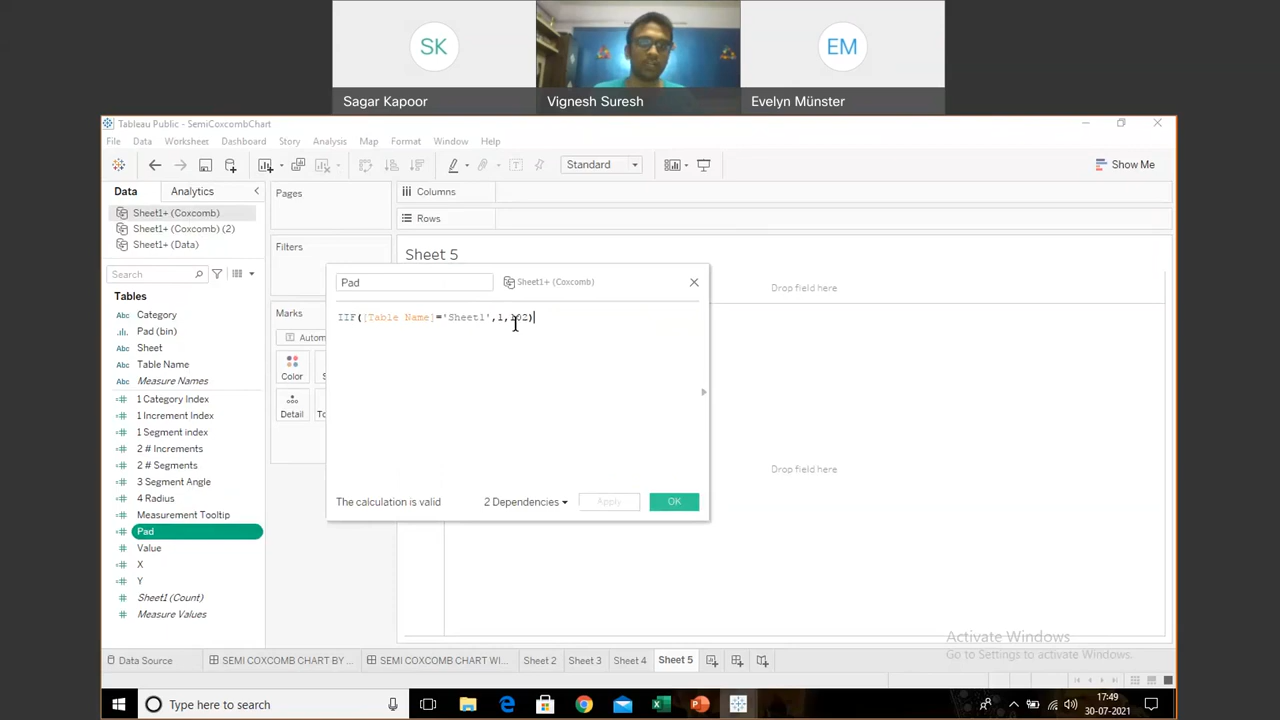 SK
EM
Sagar Kapoor
Vignesh Suresh
Evelyn Münster
Tableau Public - SemiCoxcombChart
File Data Worksheet Dashboard Story Analysis Map Format Window Help
Standard
Show Me
Data Analytics
Pages
Columns
Rows
Sheet1+ (Coxcomb)
Sheet1+ (Coxcomb) (2)
Sheet1+ (Data)
Filters
Sheet 5
Search
Drop field here
Tables
Category
Pad (bin)
Sheet
Table Name
Measure Names
1 Category Index
1 Increment Index
1 Segment index
2 # Increments
2 # Segments
3 Segment Angle
4 Radius
Measurement Tooltip
Pad
Value
X
Y
Sheet1 (Count)
Measure Values
Marks
Autom
Color
Detail
To
Pad
Sheet1+ (Coxcomb)
IIF([Table Name]='Sheet1',1,102)
The calculation is valid
2 Dependencies
Apply
OK
Drop field here
Activate Windows
Go to Settings to activate Windows.
Data Source
SEMI COXCOMB CHART BY ...
SEMI COXCOMB CHART WI...
Sheet 2
Sheet 3
Sheet 4
Sheet 5
Type here to search
17:49
30-07-2021